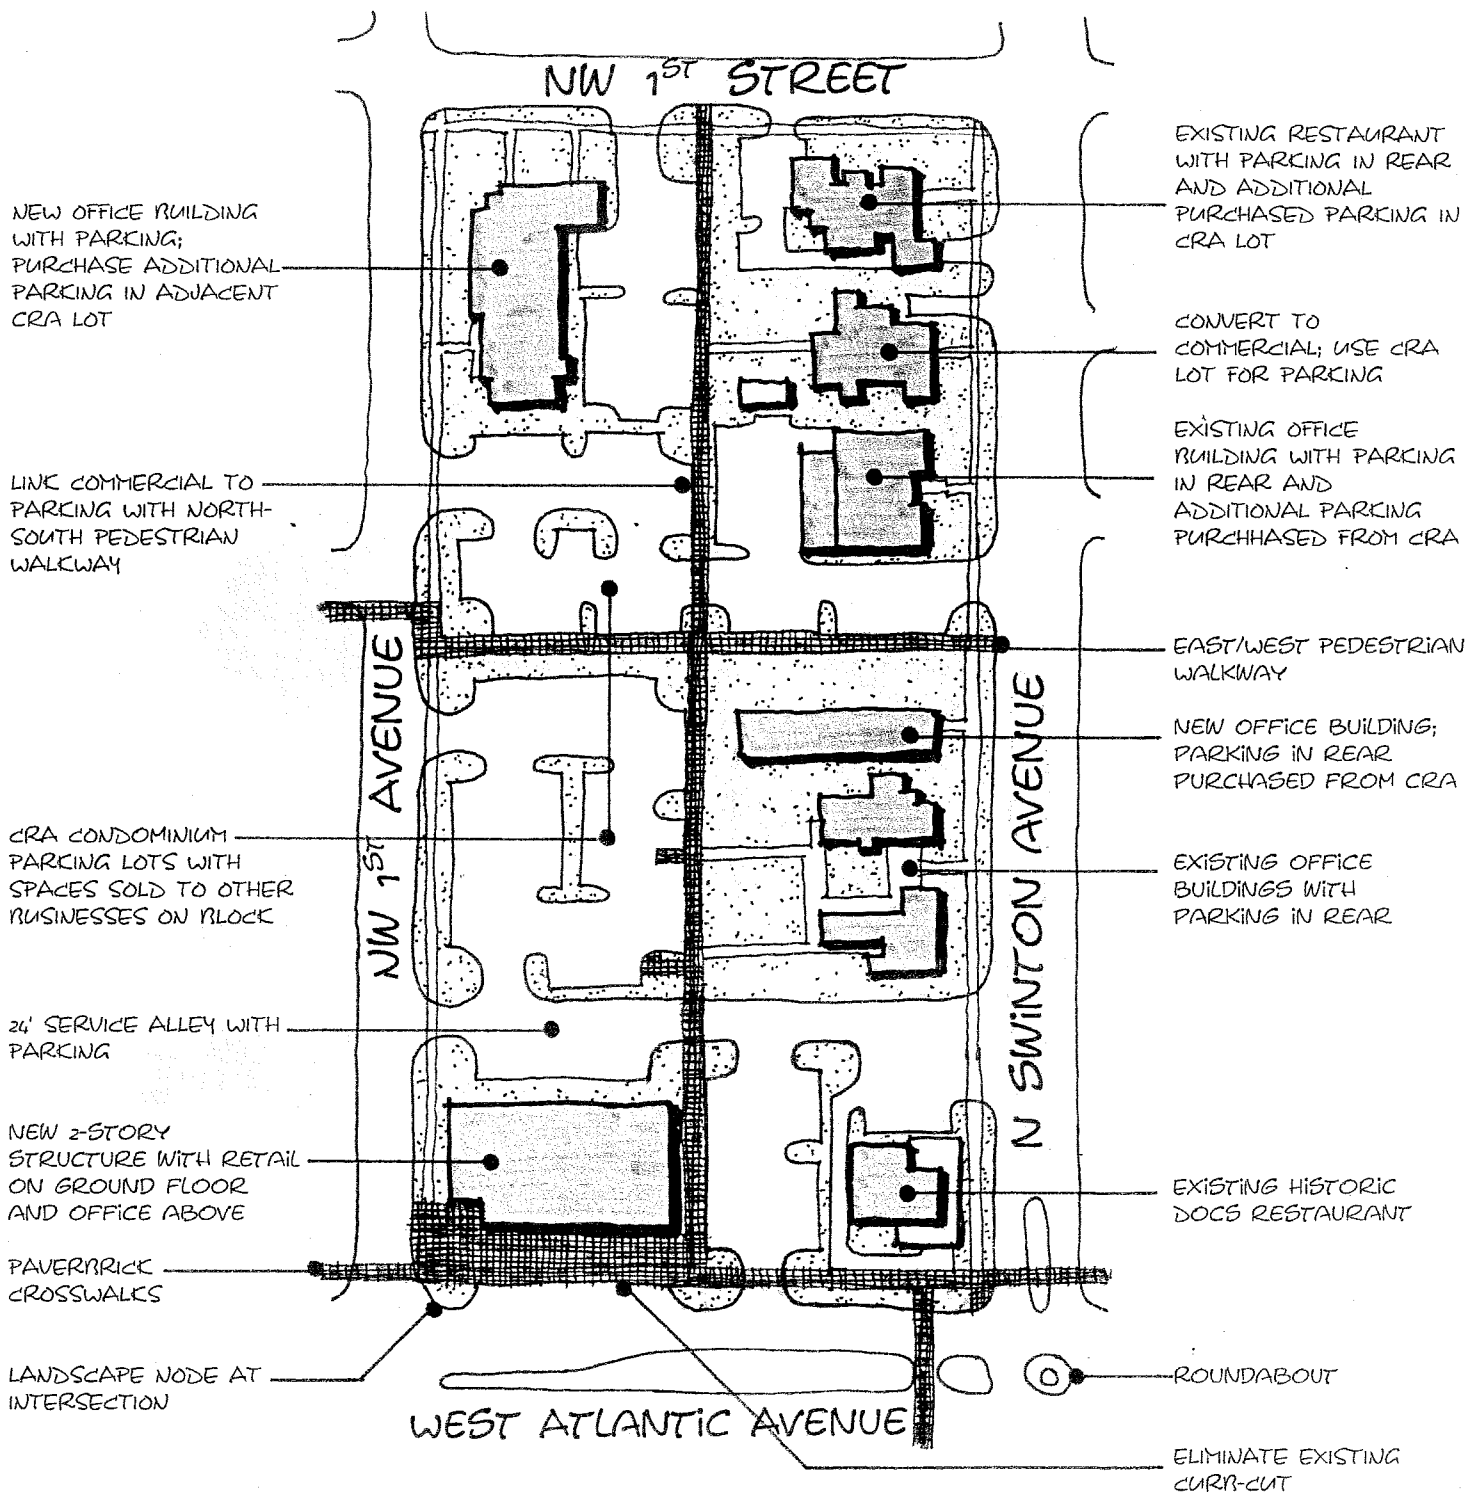 NW 1ST STREET
NEW OFFICE BUILDING
WITH PARKING;
PURCHASE ADDITIONAL
PARKING IN ADJACENT
CRA LOT
LINK COMMERCIAL TO
PARKING WITH NORTH-
SOUTH PEDESTRIAN
WALKWAY
NW 1ST AVENUE
CRA CONDOMINIUM
PARKING LOTS WITH
SPACES SOLD TO OTHER
BUSINESSES ON BLOCK
24' SERVICE ALLEY WITH
PARKING
NEW 2-STORY
STRUCTURE WITH RETAIL
ON GROUND FLOOR
AND OFFICE ABOVE
PAVERBRICK
CROSSWALKS
LANDSCAPE NODE AT
INTERSECTION
EXISTING RESTAURANT
WITH PARKING IN REAR
AND ADDITIONAL
PURCHASED PARKING IN
CRA LOT
CONVERT TO
COMMERCIAL; USE CRA
LOT FOR PARKING
EXISTING OFFICE
BUILDING WITH PARKING
IN REAR AND
ADDITIONAL PARKING
PURCHHASED FROM CRA
EAST/WEST PEDESTRIAN
WALKWAY
N SWINTON AVENUE
NEW OFFICE BUILDING;
PARKING IN REAR
PURCHASED FROM CRA
EXISTING OFFICE
BUILDINGS WITH
PARKING IN REAR
EXISTING HISTORIC
DOCS RESTAURANT
ROUNDABOUT
WEST ATLANTIC AVENUE
ELIMINATE EXISTING
CURB-CUT